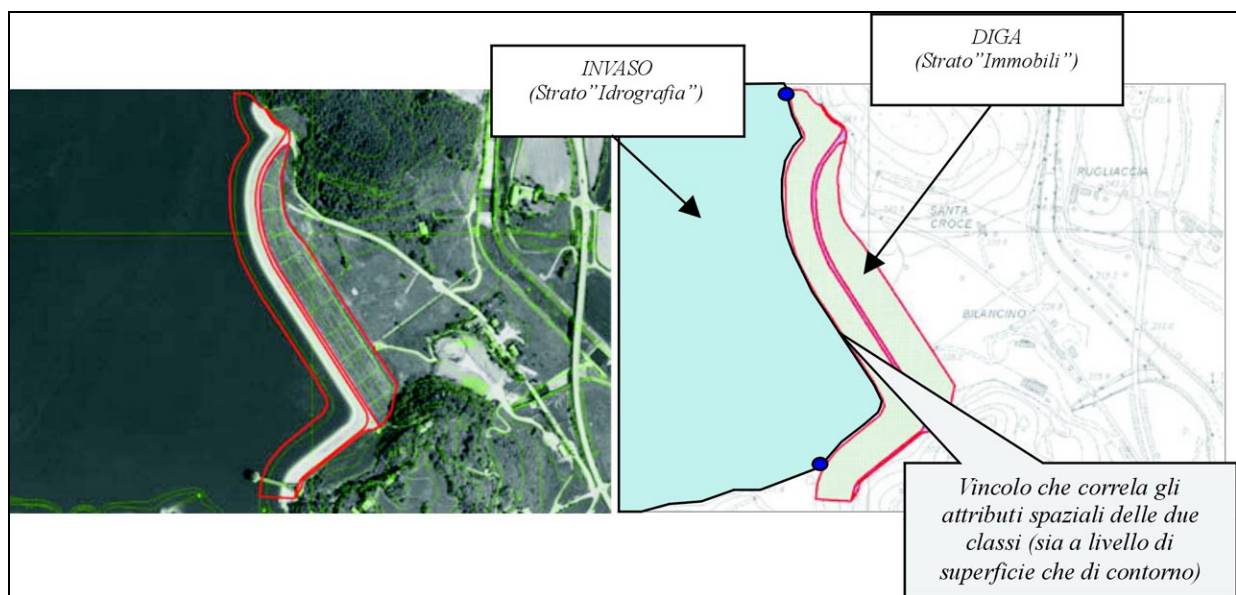 INVASO
(Strato”Idrografia”)
DIGA
(Strato”Immobili”)
RUGLIACCIA
SANTA
CROCE
BILANCINO
Vincolo che correla gli
attributi spaziali delle due
classi (sia a livello di
superficie che di contorno)